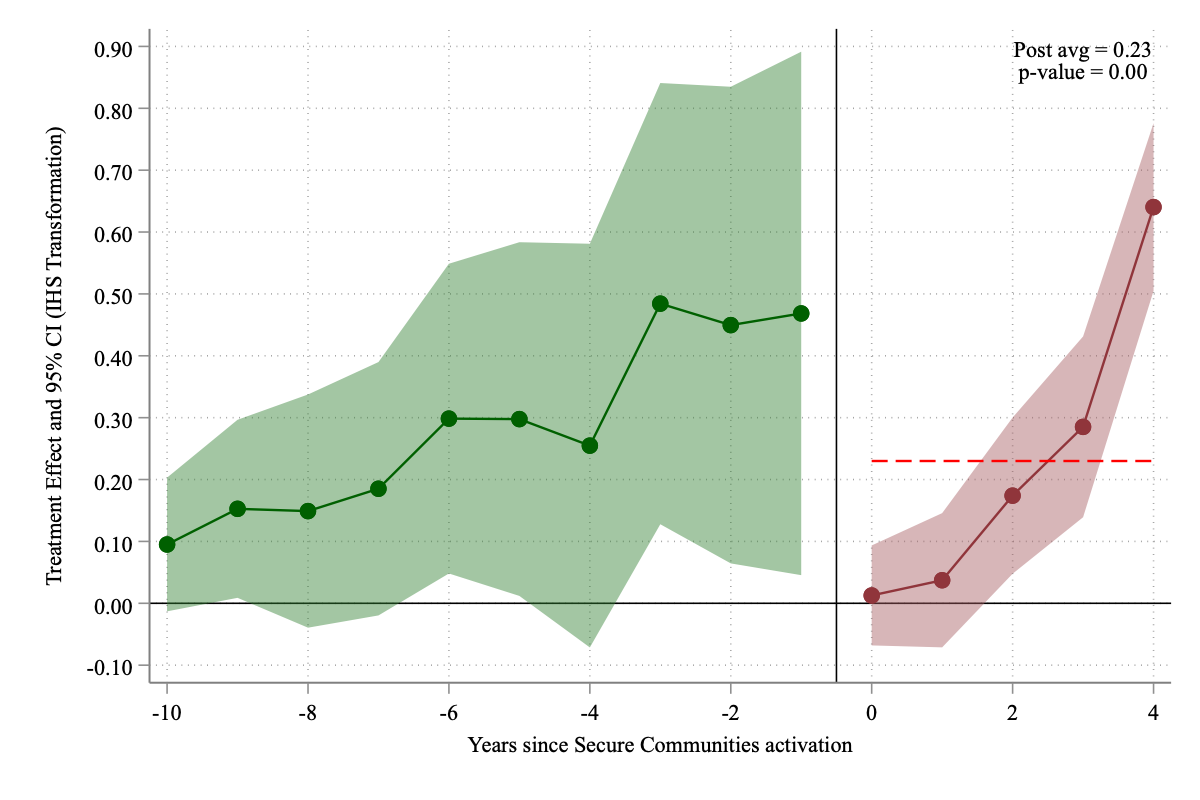 Post avg = 0.23
p-value = 0.00
Treatment Effect and 95% CI (IHS Transformation)
0.90
0.80
0.70
0.60
0.50
0.40
0.30
0.20
0.10
0.00
-0.10
-10 -8 -6 -4 -2 0 2 4
Years since Secure Communities activation